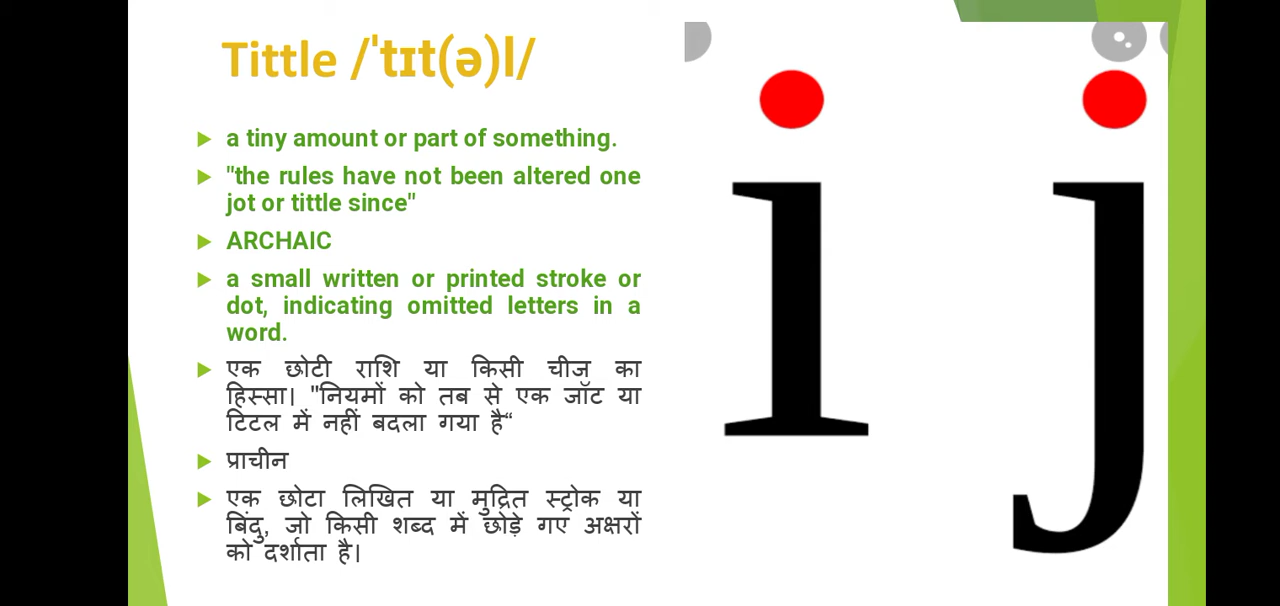 Tittle /ˈtɪt(ə)l/
a tiny amount or part of something.
"the rules have not been altered one
jot or tittle since"
ARCHAIC
a small written or printed stroke or
dot, indicating omitted letters in a
word.
एक छोटी राशि या किसी चीज़ का
हिस्सा। "नियमों को तब से एक जॉट या
टिटल में नहीं बदला गया है“
प्राचीन
एक छोटा लिखित या मुद्रित स्ट्रोक या
बिंदु, जो किसी शब्द में छोड़े गए अक्षरों
को दर्शाता है।
i j